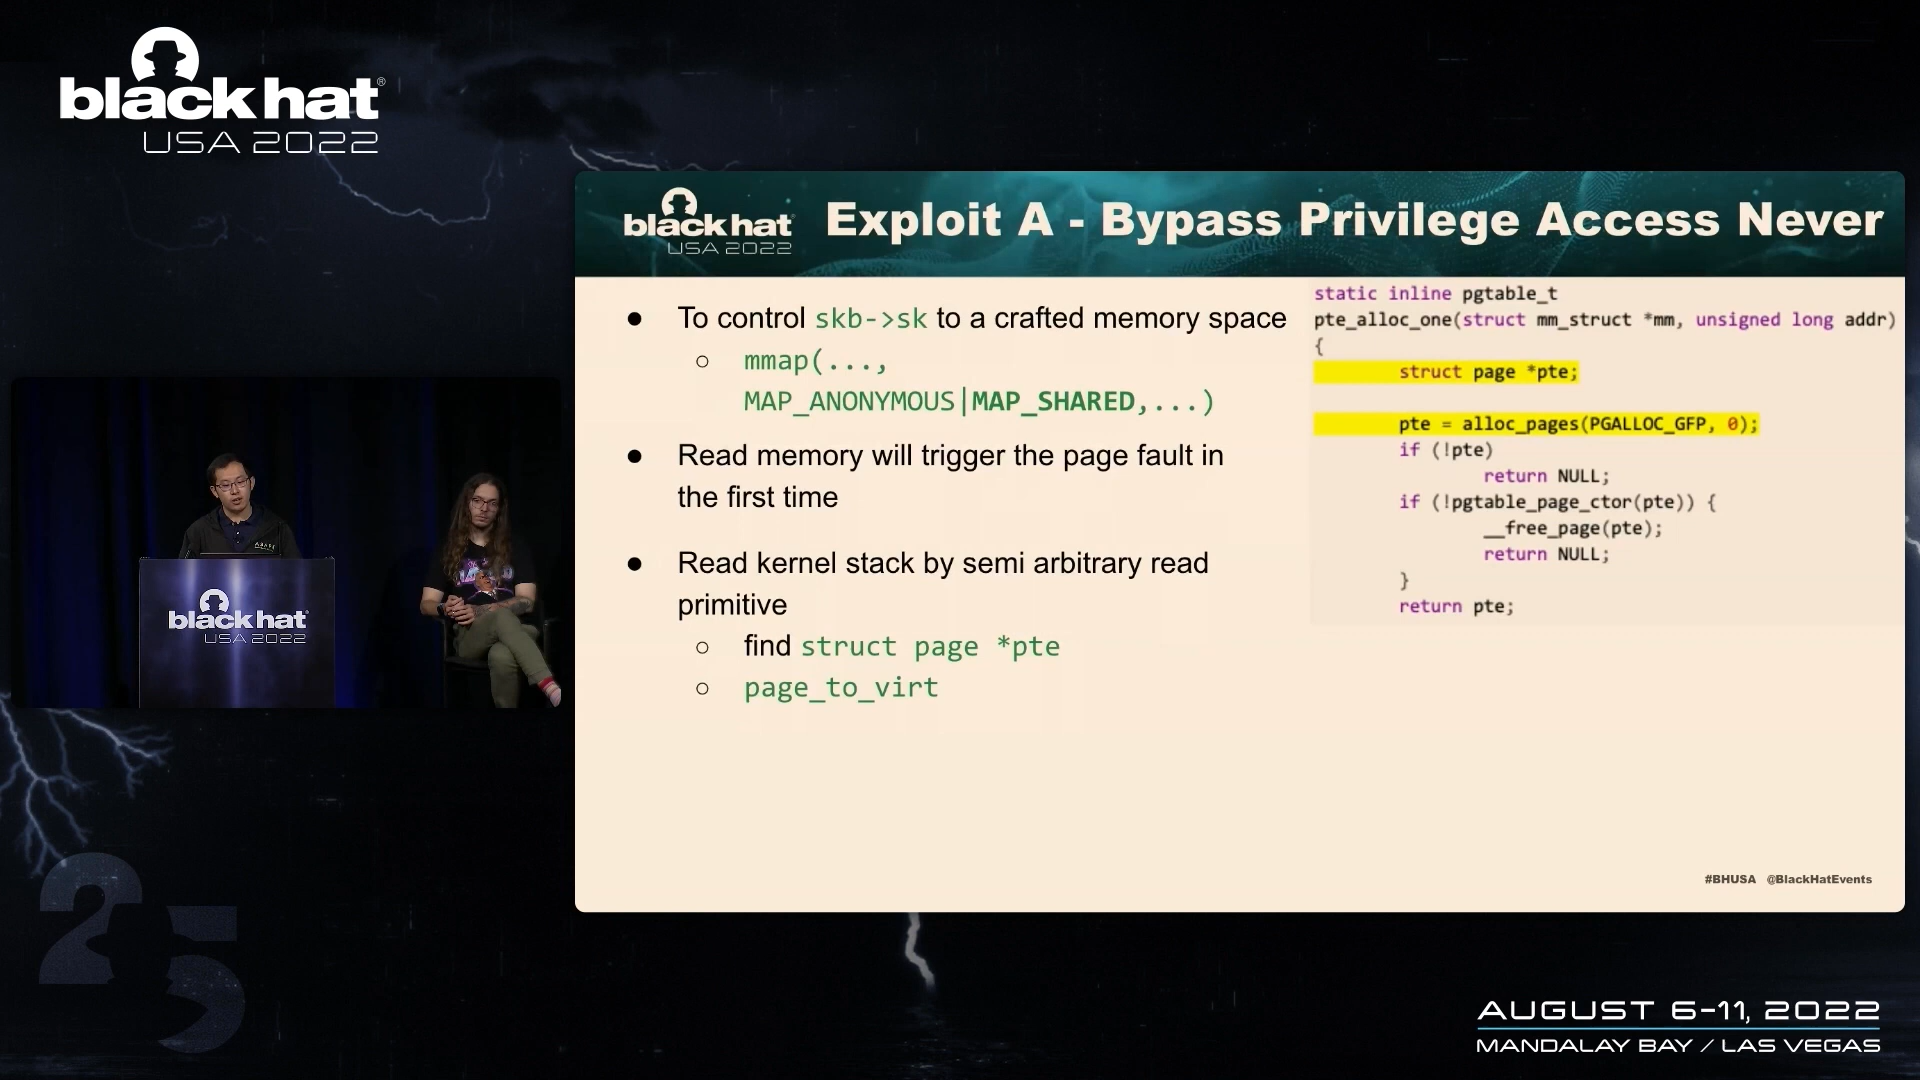 black hat®
USA 2022
black hat
USA 2022
Exploit A - Bypass Privilege Access Never
● To control skb->sk to a crafted memory space
○ mmap(...,
MAP_ANONYMOUS|MAP_SHARED,...)
● Read memory will trigger the page fault in
the first time
● Read kernel stack by semi arbitrary read
primitive
○ find struct page *pte
○ page_to_virt
static inline pgtable_t
pte_alloc_one(struct mm_struct *mm, unsigned long addr)
{
struct page *pte;
pte = alloc_pages(PGALLOC_GFP, 0);
if (!pte)
return NULL;
if (!pgtable_page_ctor(pte)) {
__free_page(pte);
return NULL;
}
return pte;
#BHUSA @BlackHatEvents
black hat
USA 2022
25
AUGUST 6-11, 2022
MANDALAY BAY / LAS VEGAS